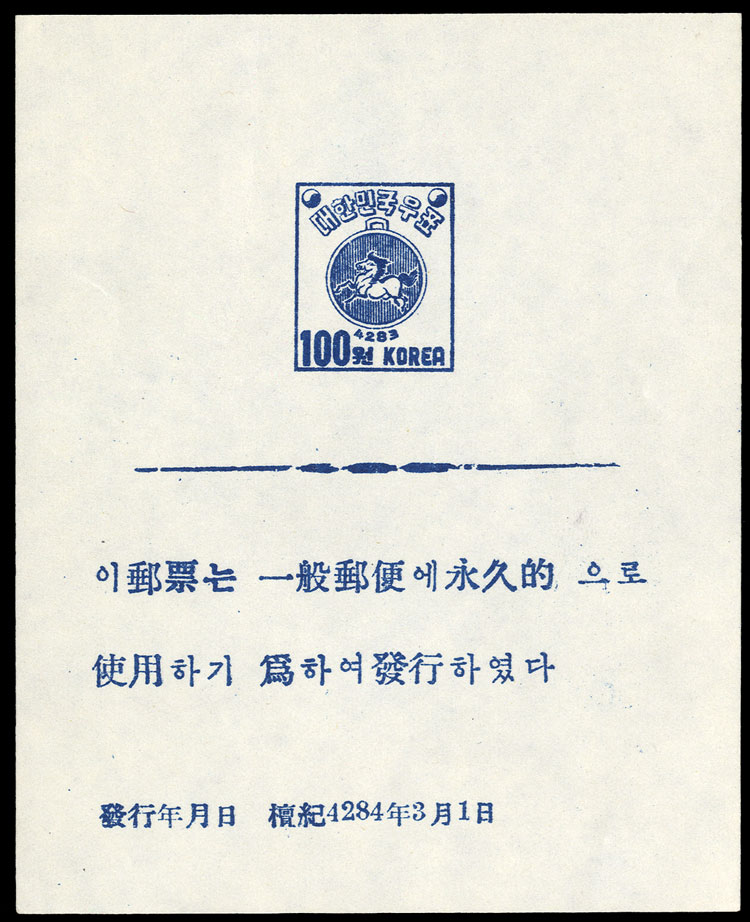 대한민국우표
4283
100원 KOREA
이郵票는 一般郵便에永久的 으로
使用하기 爲하여發行하였다
發行年月日 檀紀4284年3月1日